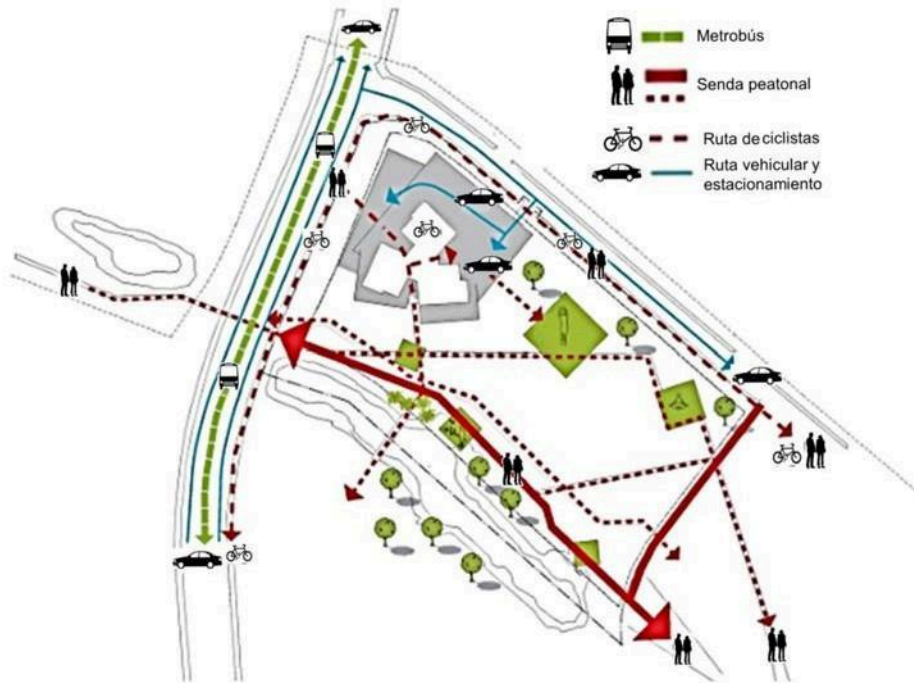 Metrobús
Senda peatonal
Ruta de ciclistas
Ruta vehicular y
estacionamiento